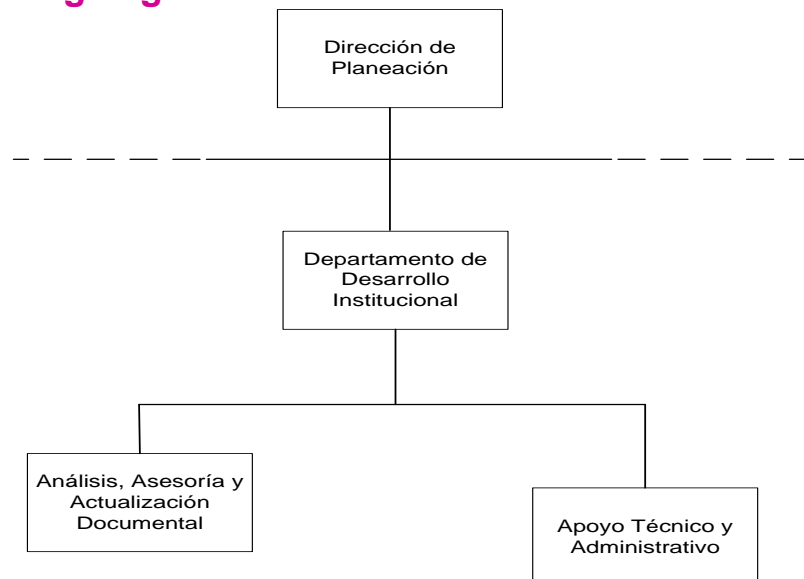 Dirección de
Planeación
Departamento de
Desarrollo
Institucional
Análisis, Asesoría y
Actualización
Documental
Apoyo Técnico y
Administrativo